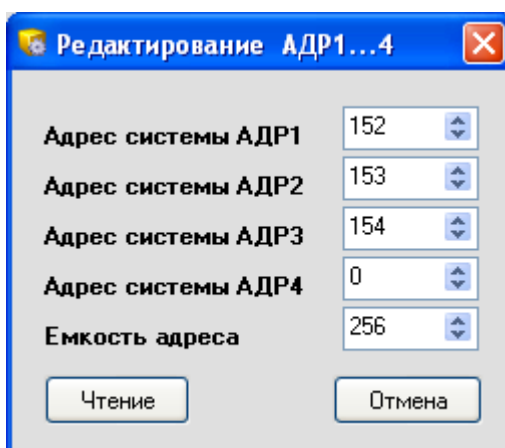 Редактирование АДР1...4
Адрес системы АДР1 152
Адрес системы АДР2 153
Адрес системы АДР3 154
Адрес системы АДР4 0
Емкость адреса 256
Чтение Отмена